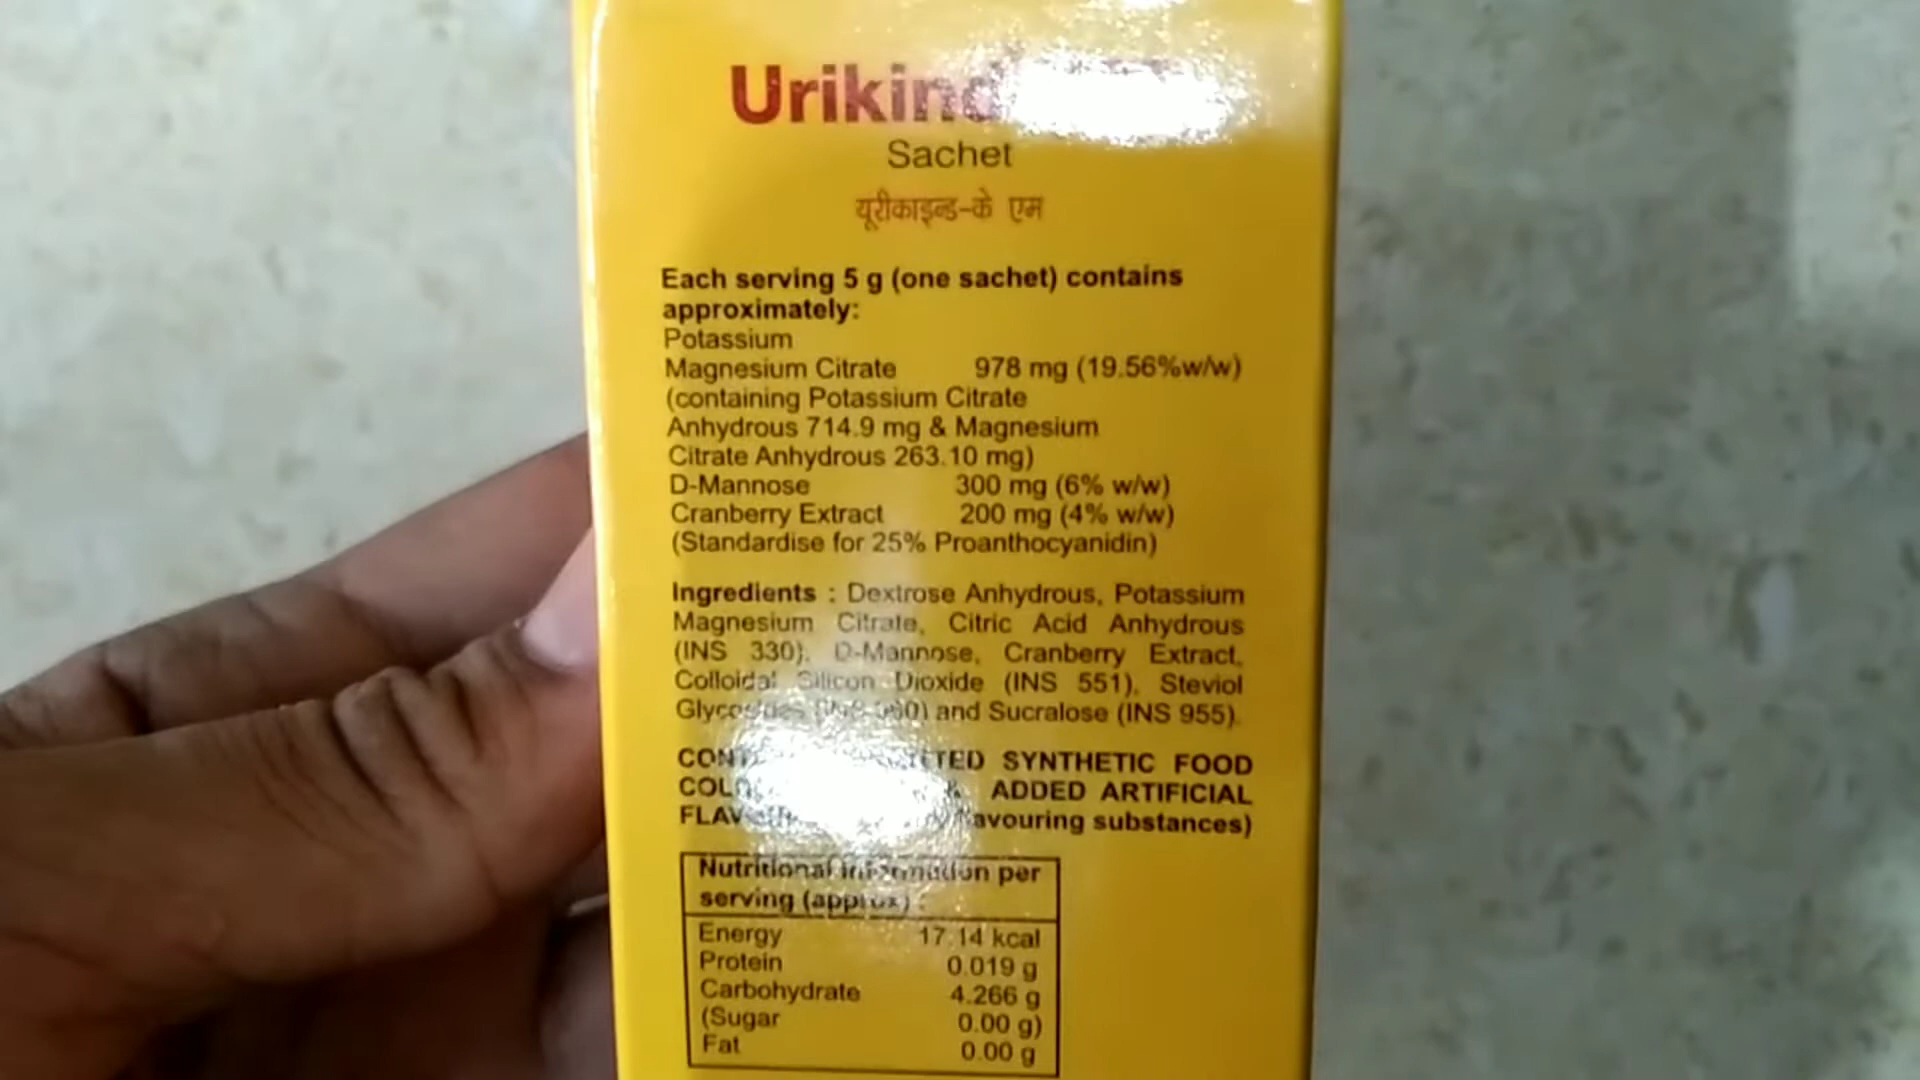 Urikind
Sachet
यूरीकाइन्ड-के एम
Each serving 5 g (one sachet) contains
approximately:
Potassium
Magnesium Citrate 978 mg (19.56%w/w)
(containing Potassium Citrate
Anhydrous 714.9 mg & Magnesium
Citrate Anhydrous 263.10 mg)
D-Mannose 300 mg (6% w/w)
Cranberry Extract 200 mg (4% w/w)
(Standardise for 25% Proanthocyanidin)
Ingredients : Dextrose Anhydrous, Potassium
Magnesium Citrate, Citric Acid Anhydrous
(INS 330), D-Mannose, Cranberry Extract,
Colloidal Silicon Dioxide (INS 551), Steviol
and Sucralose (INS 955).
SYNTHETIC FOOD
ADDED ARTIFICIAL
substances)
Nutritional Information per
serving (approx) :
Energy 17.14 kcal
Protein 0.019 g
Carbohydrate 4.266 g
(Sugar 0.00 g)
Fat 0.00 g